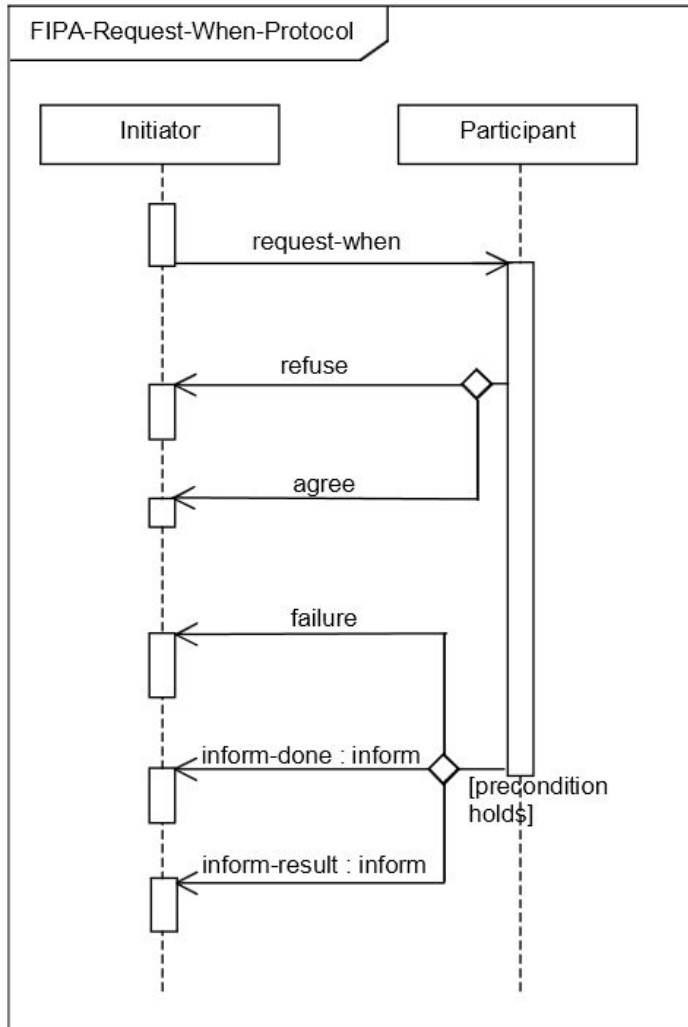 FIPA-Request-When-Protocol
Initiator
Participant
request-when
refuse
agree
failure
inform-done : inform
[precondition
holds]
inform-result : inform